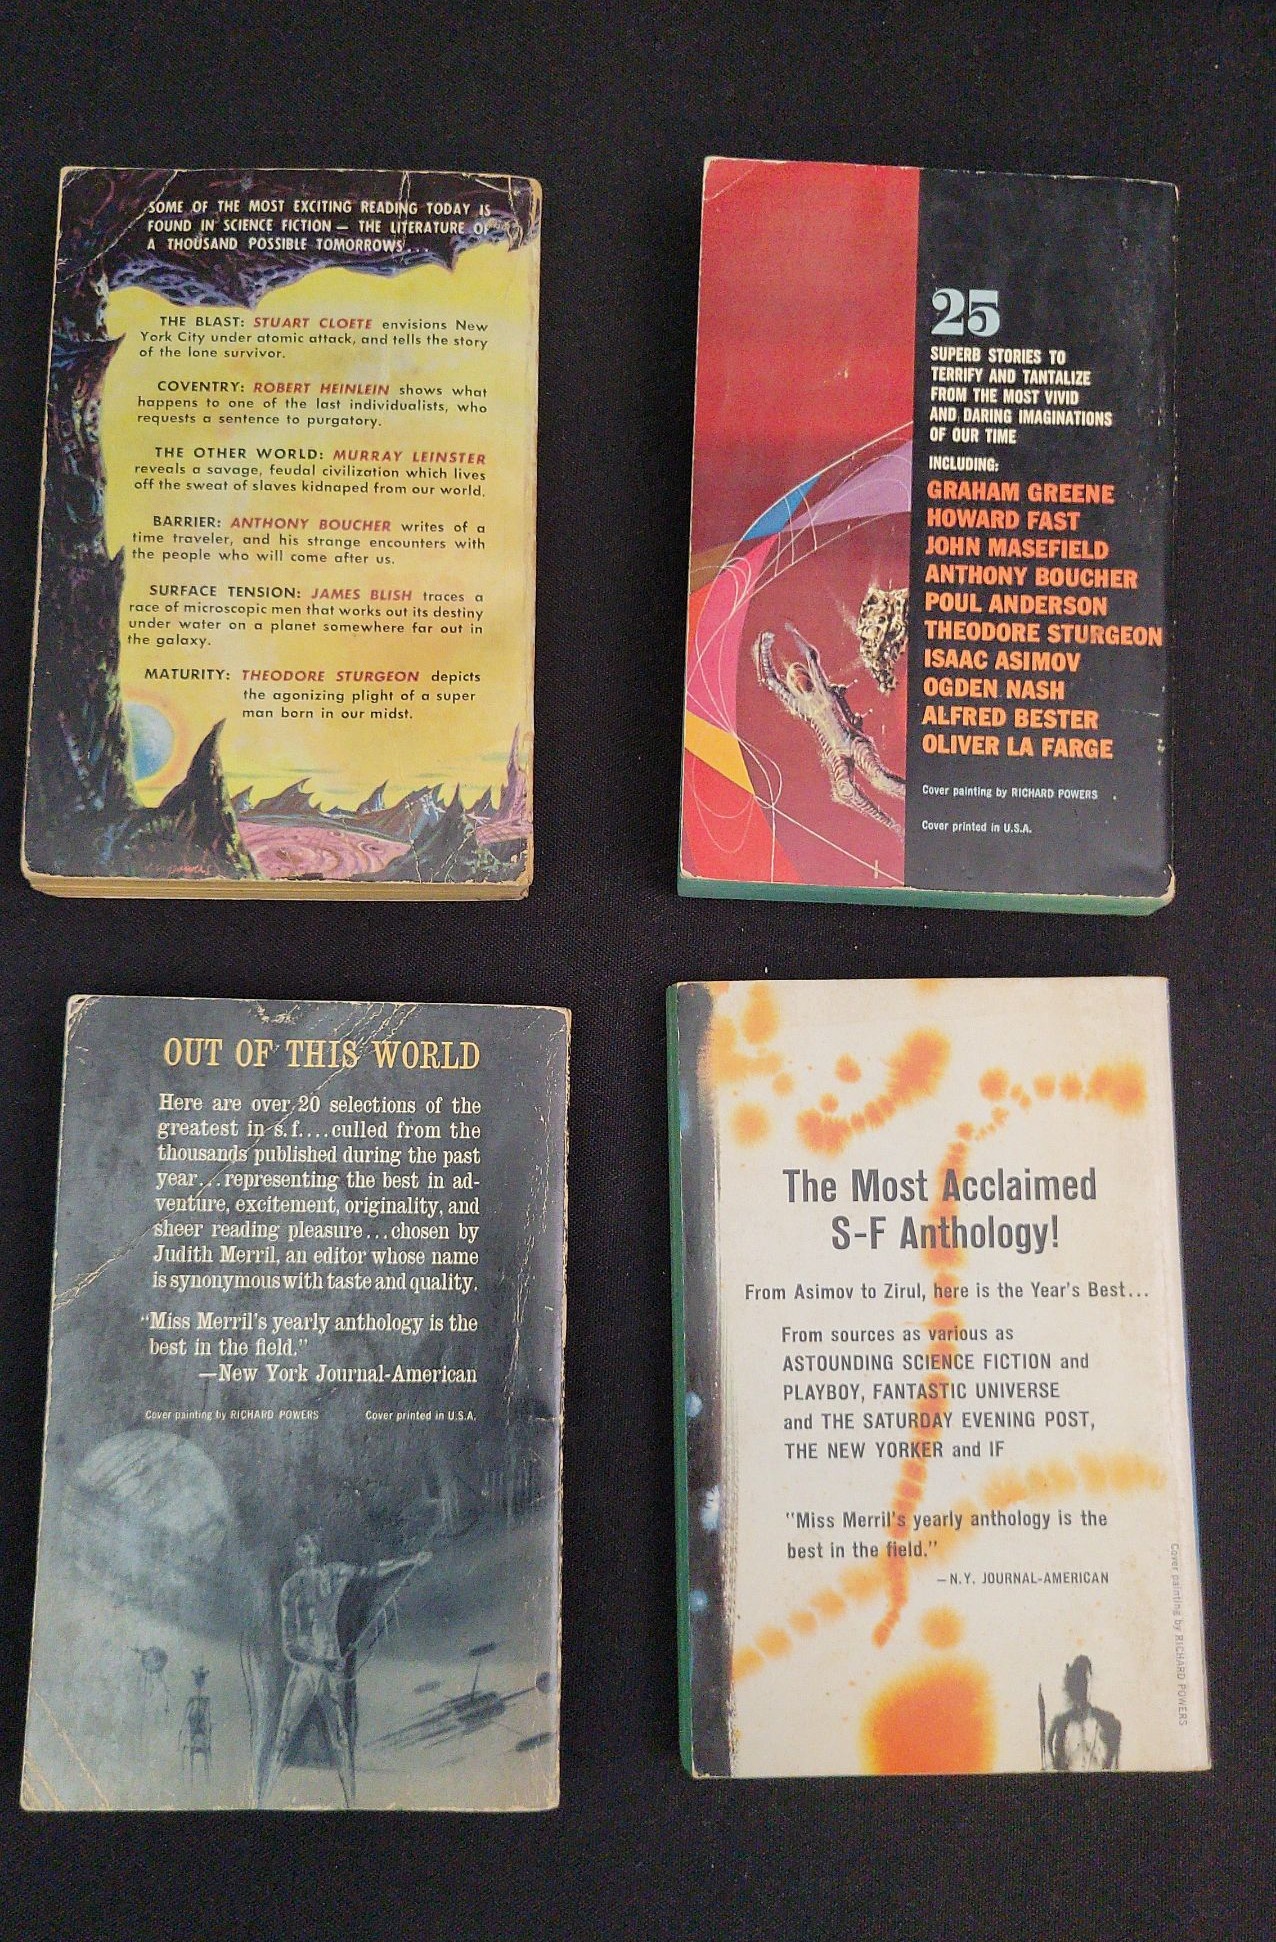 SOME OF THE MOST EXCITING READING TODAY IS
FOUND IN SCIENCE FICTION — THE LITERATURE OF
A THOUSAND POSSIBLE TOMORROWS...
THE BLAST: STUART CLOETE envisions New
York City under atomic attack, and tells the story
of the lone survivor.
COVENTRY: ROBERT HEINLEIN shows what
happens to one of the last individualists, who
requests a sentence to purgatory.
THE OTHER WORLD: MURRAY LEINSTER
reveals a savage, feudal civilization which lives
off the sweat of slaves kidnaped from our world.
BARRIER: ANTHONY BOUCHER writes of a
time traveler, and his strange encounters with
the people who will come after us.
SURFACE TENSION: JAMES BLISH traces a
race of microscopic men that works out its destiny
under water on a planet somewhere far out in
the galaxy.
MATURITY: THEODORE STURGEON depicts
the agonizing plight of a super
man born in our midst.
25
SUPERB STORIES TO
TERRIFY AND TANTALIZE
FROM THE MOST VIVID
AND DARING IMAGINATIONS
OF OUR TIME
INCLUDING:
GRAHAM GREENE
HOWARD FAST
JOHN MASEFIELD
ANTHONY BOUCHER
POUL ANDERSON
THEODORE STURGEON
ISAAC ASIMOV
OGDEN NASH
ALFRED BESTER
OLIVER LA FARGE
Cover painting by RICHARD POWERS
Cover printed in U.S.A.
OUT OF THIS WORLD
Here are over 20 selections of the
greatest in s.f....culled from the
thousands published during the past
year...representing the best in ad-
venture, excitement, originality, and
sheer reading pleasure...chosen by
Judith Merril, an editor whose name
is synonymous with taste and quality.
"Miss Merril's yearly anthology is the
best in the field."
—New York Journal-American
Cover painting by RICHARD POWERS Cover printed in U.S.A.
The Most Acclaimed
S-F Anthology!
From Asimov to Zirul, here is the Year's Best...
From sources as various as
ASTOUNDING SCIENCE FICTION and
PLAYBOY, FANTASTIC UNIVERSE
and THE SATURDAY EVENING POST,
THE NEW YORKER and IF
"Miss Merril's yearly anthology is the
best in the field."
—N.Y. JOURNAL-AMERICAN
Cover painting by RICHARD POWERS